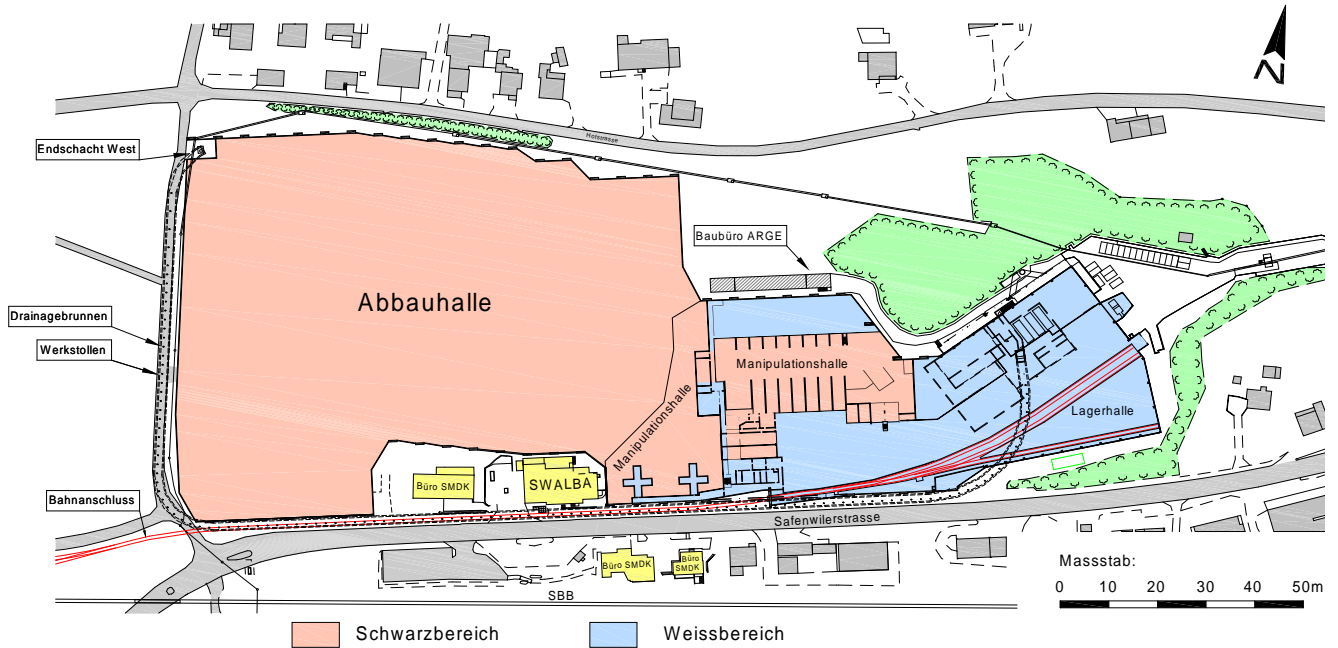 N
Holstrasse
Endschacht West
Baubüro ARGE
Abbauhalle
Drainagebrunnen
Werkstollen
Manipulationshalle
Manipulationshalle
Lagerhalle
Büro SMDK
SWALBA
Bahnanschluss
Safenwilerstrasse
Büro SMDK
Büro
SMDK
SBB
Massstab:
0 10 20 30 40 50m
Schwarzbereich
Weissbereich